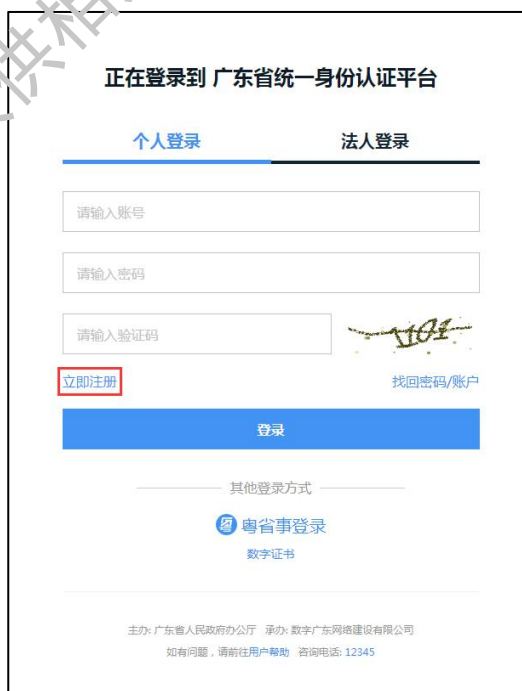 正在登录到 广东省统一身份认证平台
个人登录 法人登录
请输入账号
请输入密码
请输入验证码
立即注册 找回密码/账户
登录
其他登录方式
粤省事登录
数字证书
主办: 广东省人民政府办公厅 承办: 数字广东网络建设有限公司
如有问题，请前往用户帮助 咨询电话: 12345